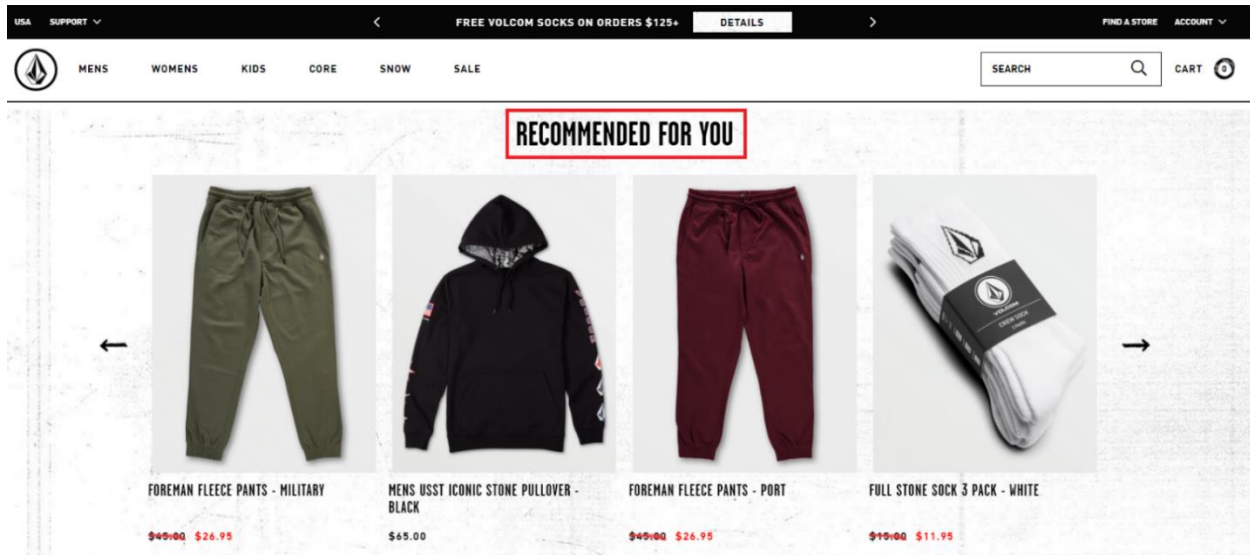 USA SUPPORT
FREE VOLCOM SOCKS ON ORDERS $125+ DETAILS
FIND A STORE ACCOUNT
MENS WOMENS KIDS CORE SNOW SALE
SEARCH
CART 0
RECOMMENDED FOR YOU
VOLCOM
CREW SOCK
FOREMAN FLEECE PANTS - MILITARY
$45.00 $26.95
MENS USST ICONIC STONE PULLOVER -
BLACK
$65.00
FOREMAN FLEECE PANTS - PORT
$45.00 $26.95
FULL STONE SOCK 3 PACK - WHITE
$15.00 $11.95